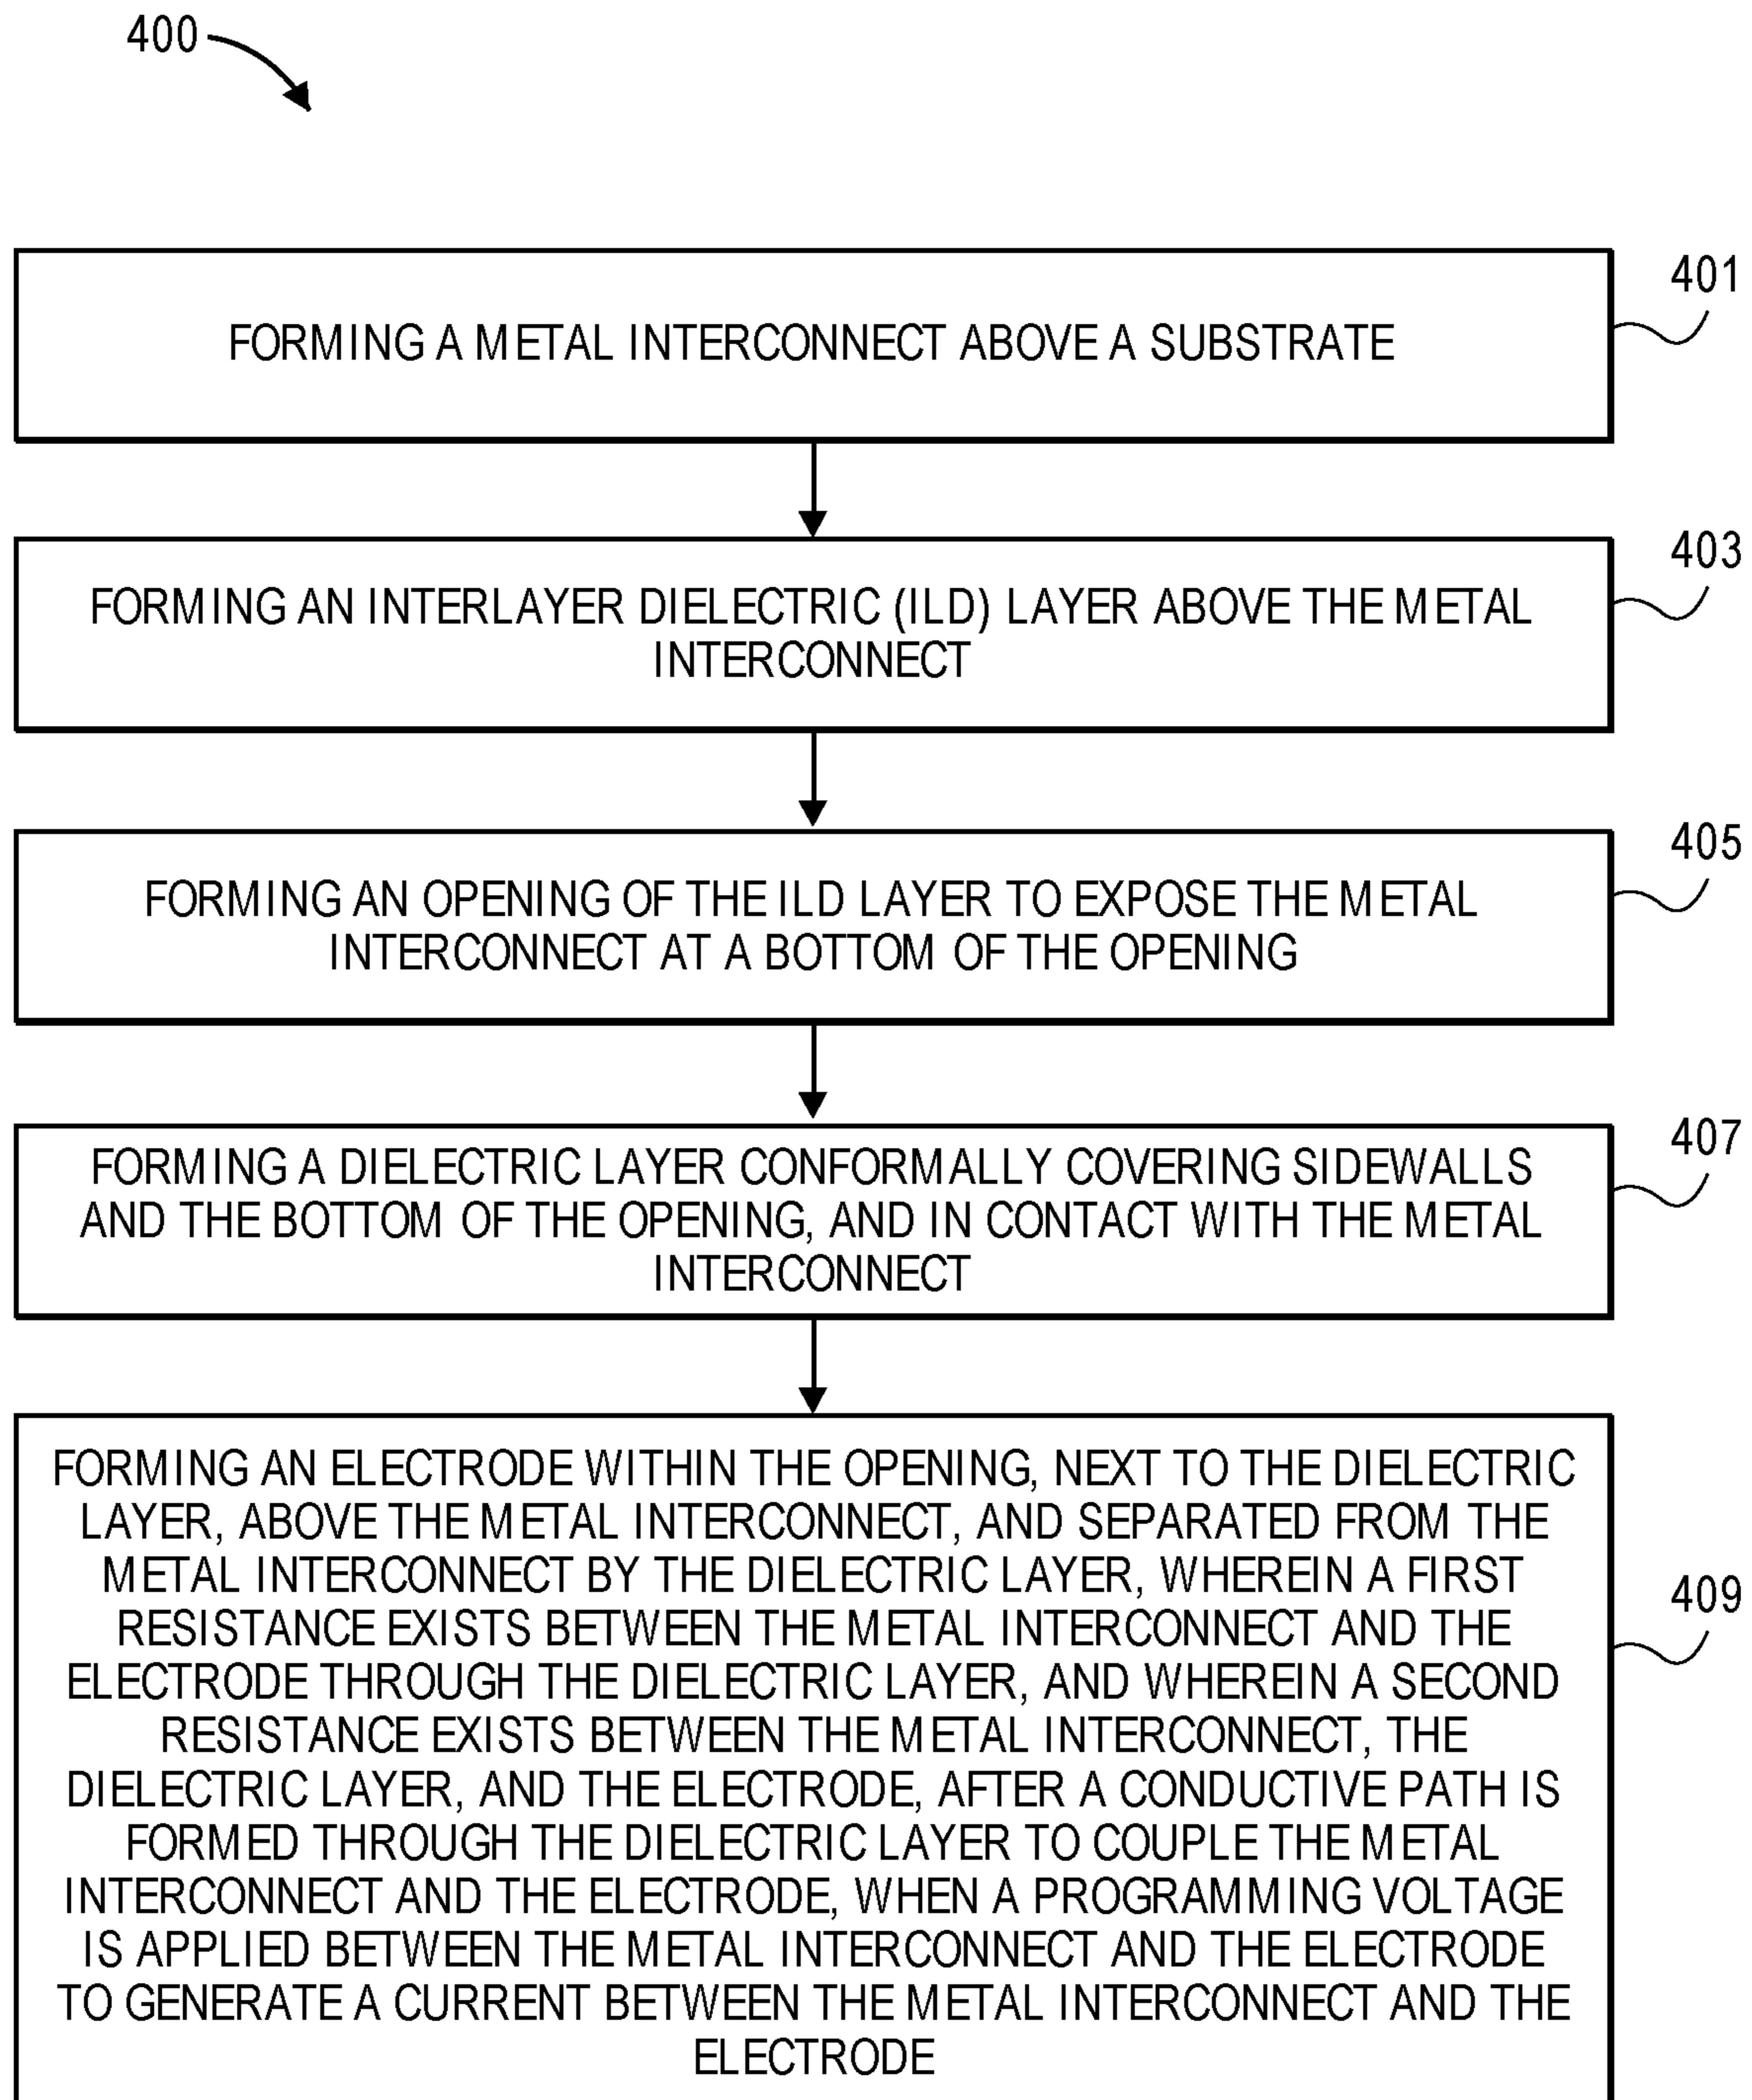 400
401
FORMING A METAL INTERCONNECT ABOVE A SUBSTRATE
403
FORMING AN INTERLAYER DIELECTRIC (ILD) LAYER ABOVE THE METAL
INTERCONNECT
405
FORMING AN OPENING OF THE ILD LAYER TO EXPOSE THE METAL
INTERCONNECT AT A BOTTOM OF THE OPENING
407
FORMING A DIELECTRIC LAYER CONFORMALLY COVERING SIDEWALLS
AND THE BOTTOM OF THE OPENING, AND IN CONTACT WITH THE METAL
INTERCONNECT
409
FORMING AN ELECTRODE WITHIN THE OPENING, NEXT TO THE DIELECTRIC
LAYER, ABOVE THE METAL INTERCONNECT, AND SEPARATED FROM THE
METAL INTERCONNECT BY THE DIELECTRIC LAYER, WHEREIN A FIRST
RESISTANCE EXISTS BETWEEN THE METAL INTERCONNECT AND THE
ELECTRODE THROUGH THE DIELECTRIC LAYER, AND WHEREIN A SECOND
RESISTANCE EXISTS BETWEEN THE METAL INTERCONNECT, THE
DIELECTRIC LAYER, AND THE ELECTRODE, AFTER A CONDUCTIVE PATH IS
FORMED THROUGH THE DIELECTRIC LAYER TO COUPLE THE METAL
INTERCONNECT AND THE ELECTRODE, WHEN A PROGRAMMING VOLTAGE
IS APPLIED BETWEEN THE METAL INTERCONNECT AND THE ELECTRODE
TO GENERATE A CURRENT BETWEEN THE METAL INTERCONNECT AND THE
ELECTRODE